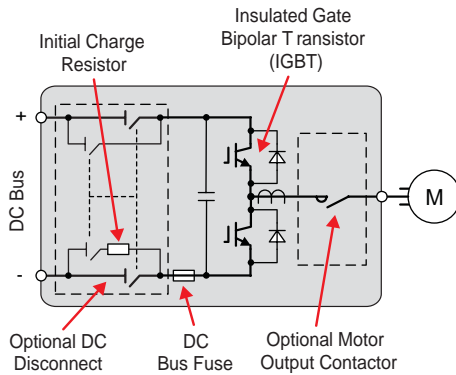 Initial Charge
Resistor
Insulated Gate
Bipolar T ransistor
(IGBT)
+
DC Bus
M
-
Optional DC
Disconnect
DC
Bus Fuse
Optional Motor
Output Contactor